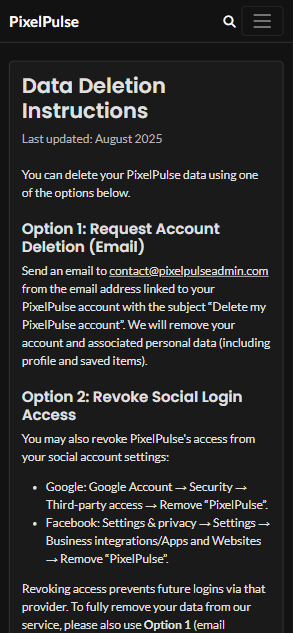 PixelPulse
Data Deletion
Instructions
Last updated: August 2025
You can delete your PixelPulse data using one
of the options below.
Option 1: Request Account
Deletion (Email)
Send an email to contact@pixelpulseadmin.com
from the email address linked to your
PixelPulse account with the subject “Delete my
PixelPulse account”. We will remove your
account and associated personal data (including
profile and saved items).
Option 2: Revoke Social Login
Access
You may also revoke PixelPulse's access from
your social account settings:
• Google: Google Account → Security →
Third-party access → Remove “PixelPulse”.
• Facebook: Settings & privacy → Settings →
Business integrations/Apps and Websites
→ Remove “PixelPulse”.
Revoking access prevents future logins via that
provider. To fully remove your data from our
service, please also use Option 1 (email